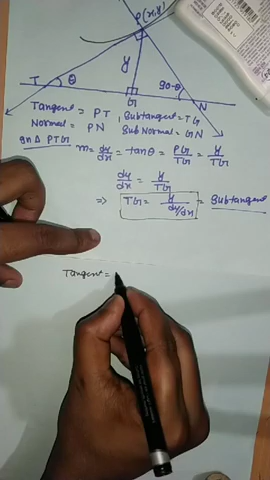 P(x,y)
T θ y 90-θ
G N
Tangent = PT , Subtangent = TG
Normal = PN , Sub Normal = GN
In Δ PTG m = dy/dx = tanθ = PG/TG = y/TG
dy/dx = y/TG
⇒ TG = y/(dy/dx) = Subtangent
Tangent =